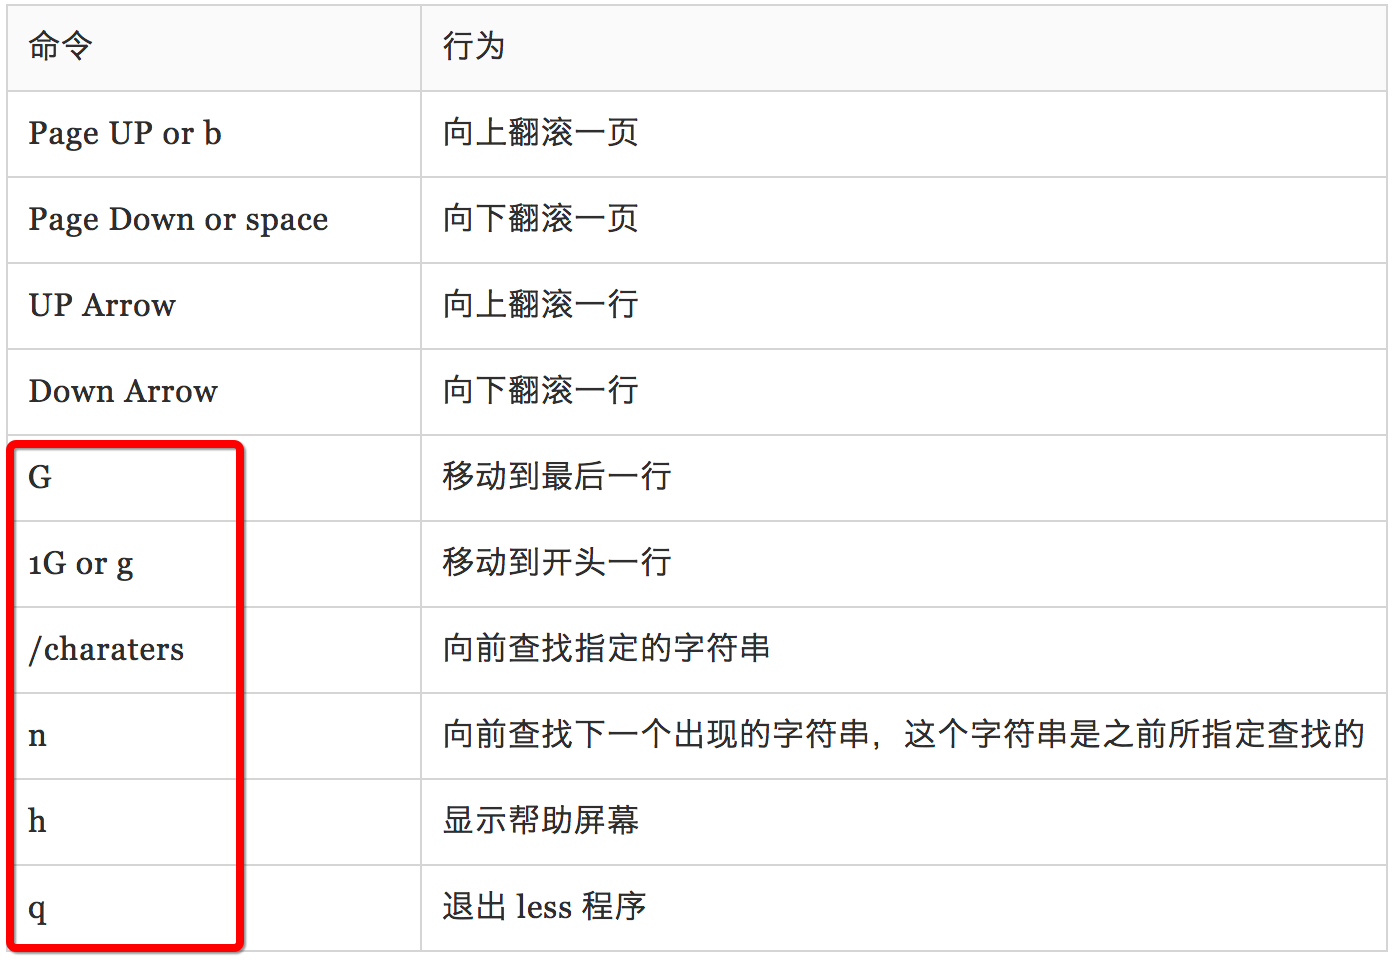 命令 行为
Page UP or b 向上翻滚一页
Page Down or space 向下翻滚一页
UP Arrow 向上翻滚一行
Down Arrow 向下翻滚一行
G 移动到最后一行
1G or g 移动到开头一行
/charaters 向前查找指定的字符串
n 向前查找下一个出现的字符串，这个字符串是之前所指定查找的
h 显示帮助屏幕
q 退出 less 程序